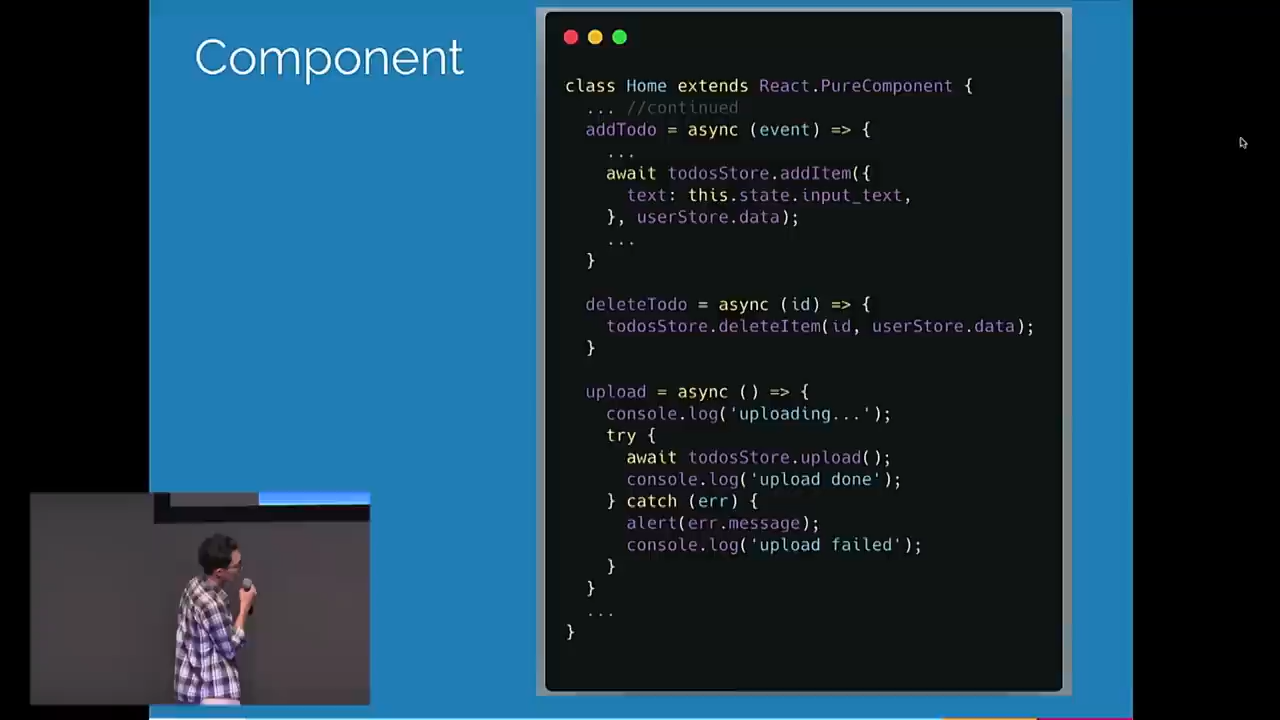 Component
class Home extends React.PureComponent {
... //continued
addTodo = async (event) => {
...
await todosStore.addItem({
text: this.state.input_text,
}, userStore.data);
...
}
deleteTodo = async (id) => {
todosStore.deleteItem(id, userStore.data);
}
upload = async () => {
console.log('uploading...');
try {
await todosStore.upload();
console.log('upload done');
} catch (err) {
alert(err.message);
console.log('upload failed');
}
}
...
}